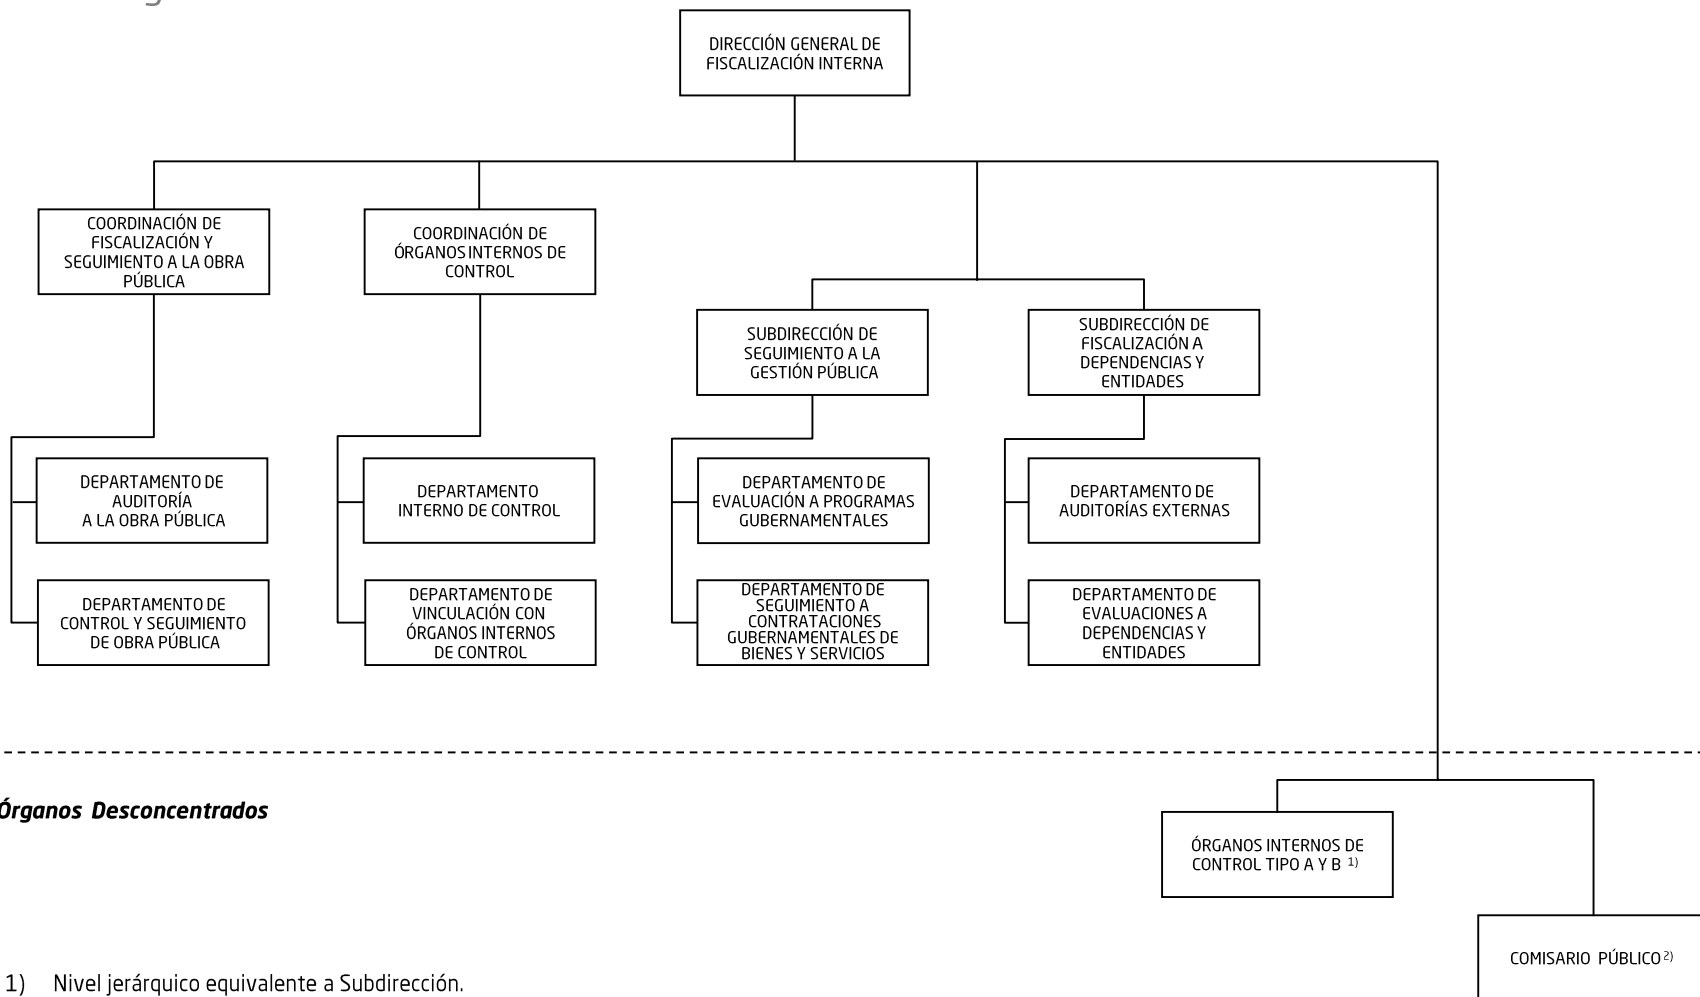 DIRECCIÓN GENERAL DE
FISCALIZACIÓN INTERNA
COORDINACIÓN DE
FISCALIZACIÓN Y
SEGUIMIENTO A LA OBRA
PÚBLICA
COORDINACIÓN DE
ÓRGANOS INTERNOS DE
CONTROL
SUBDIRECCIÓN DE
SEGUIMIENTO A LA
GESTIÓN PÚBLICA
SUBDIRECCIÓN DE
FISCALIZACIÓN A
DEPENDENCIAS Y
ENTIDADES
DEPARTAMENTO DE
AUDITORÍA
A LA OBRA PÚBLICA
DEPARTAMENTO
INTERNO DE CONTROL
DEPARTAMENTO DE
EVALUACIÓN A PROGRAMAS
GUBERNAMENTALES
DEPARTAMENTO DE
AUDITORÍAS EXTERNAS
DEPARTAMENTO DE
CONTROL Y SEGUIMIENTO
DE OBRA PÚBLICA
DEPARTAMENTO DE
VINCULACIÓN CON
ÓRGANOS INTERNOS
DE CONTROL
DEPARTAMENTO DE
SEGUIMIENTO A
CONTRATACIONES
GUBERNAMENTALES DE
BIENES Y SERVICIOS
DEPARTAMENTO DE
EVALUACIONES A
DEPENDENCIAS Y
ENTIDADES
Órganos Desconcentrados
ÓRGANOS INTERNOS DE
CONTROL TIPO A Y B 1)
COMISARIO PÚBLICO 2)
1) Nivel jerárquico equivalente a Subdirección.